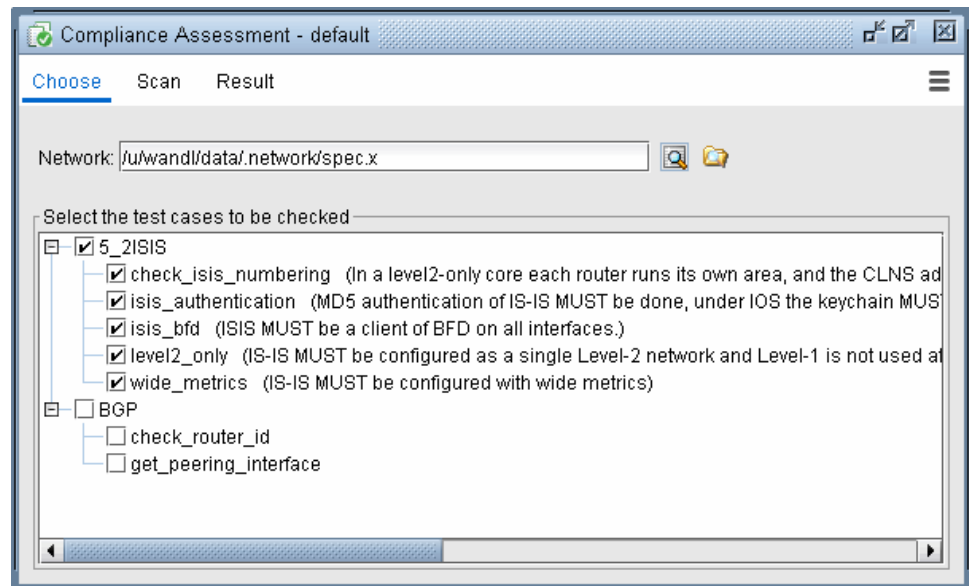 Compliance Assessment - default
Choose Scan Result
Network: /u/wandl/data/.network/spec.x
Select the test cases to be checked
5_2ISIS
check_isis_numbering (In a level2-only core each router runs its own area, and the CLNS ad
isis_authentication (MD5 authentication of IS-IS MUST be done, under IOS the keychain MUS
isis_bfd (ISIS MUST be a client of BFD on all interfaces.)
level2_only (IS-IS MUST be configured as a single Level-2 network and Level-1 is not used at
wide_metrics (IS-IS MUST be configured with wide metrics)
BGP
check_router_id
get_peering_interface